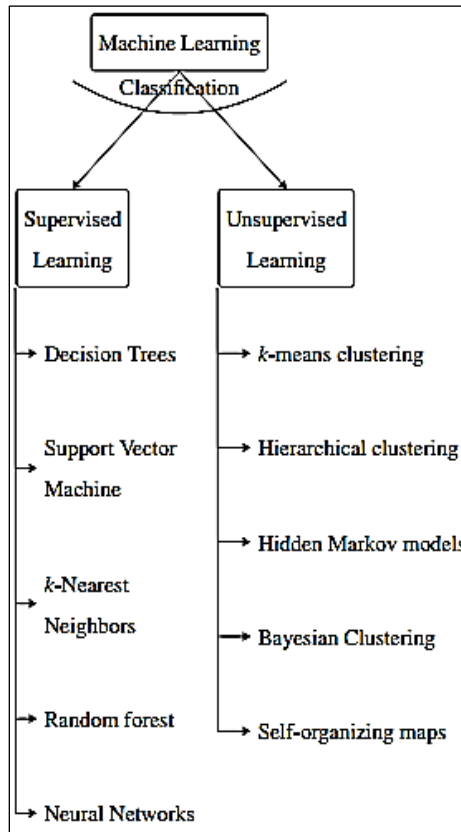 Machine Learning
Classification
Supervised
Learning
Decision Trees
Support Vector
Machine
k-Nearest
Neighbors
Random forest
Neural Networks
Unsupervised
Learning
k-means clustering
Hierarchical clustering
Hidden Markov models
Bayesian Clustering
Self-organizing maps